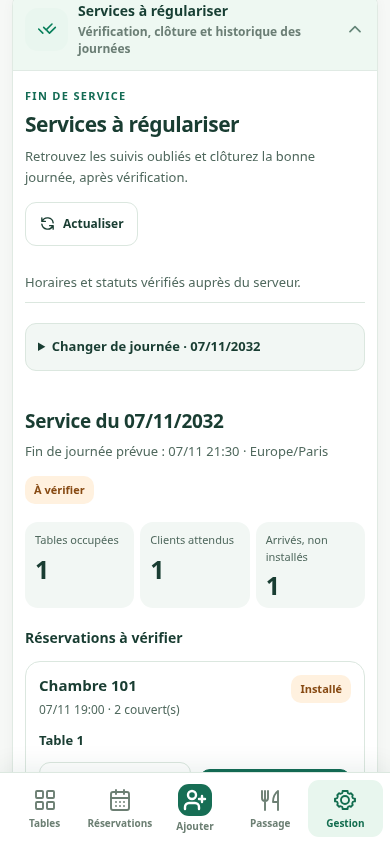 Services à régulariser
Vérification, clôture et historique des
journées
FIN DE SERVICE
Services à régulariser
Retrouvez les suivis oubliés et clôturez la bonne
journée, après vérification.
Actualiser
Horaires et statuts vérifiés auprès du serveur.
Changer de journée · 07/11/2032
Service du 07/11/2032
Fin de journée prévue : 07/11 21:30 · Europe/Paris
À vérifier
Tables occupées
1
Clients attendus
1
Arrivés, non
installés
1
Réservations à vérifier
Chambre 101
Installé
07/11 19:00 · 2 couvert(s)
Table 1
Tables
Réservations
Ajouter
Passage
Gestion